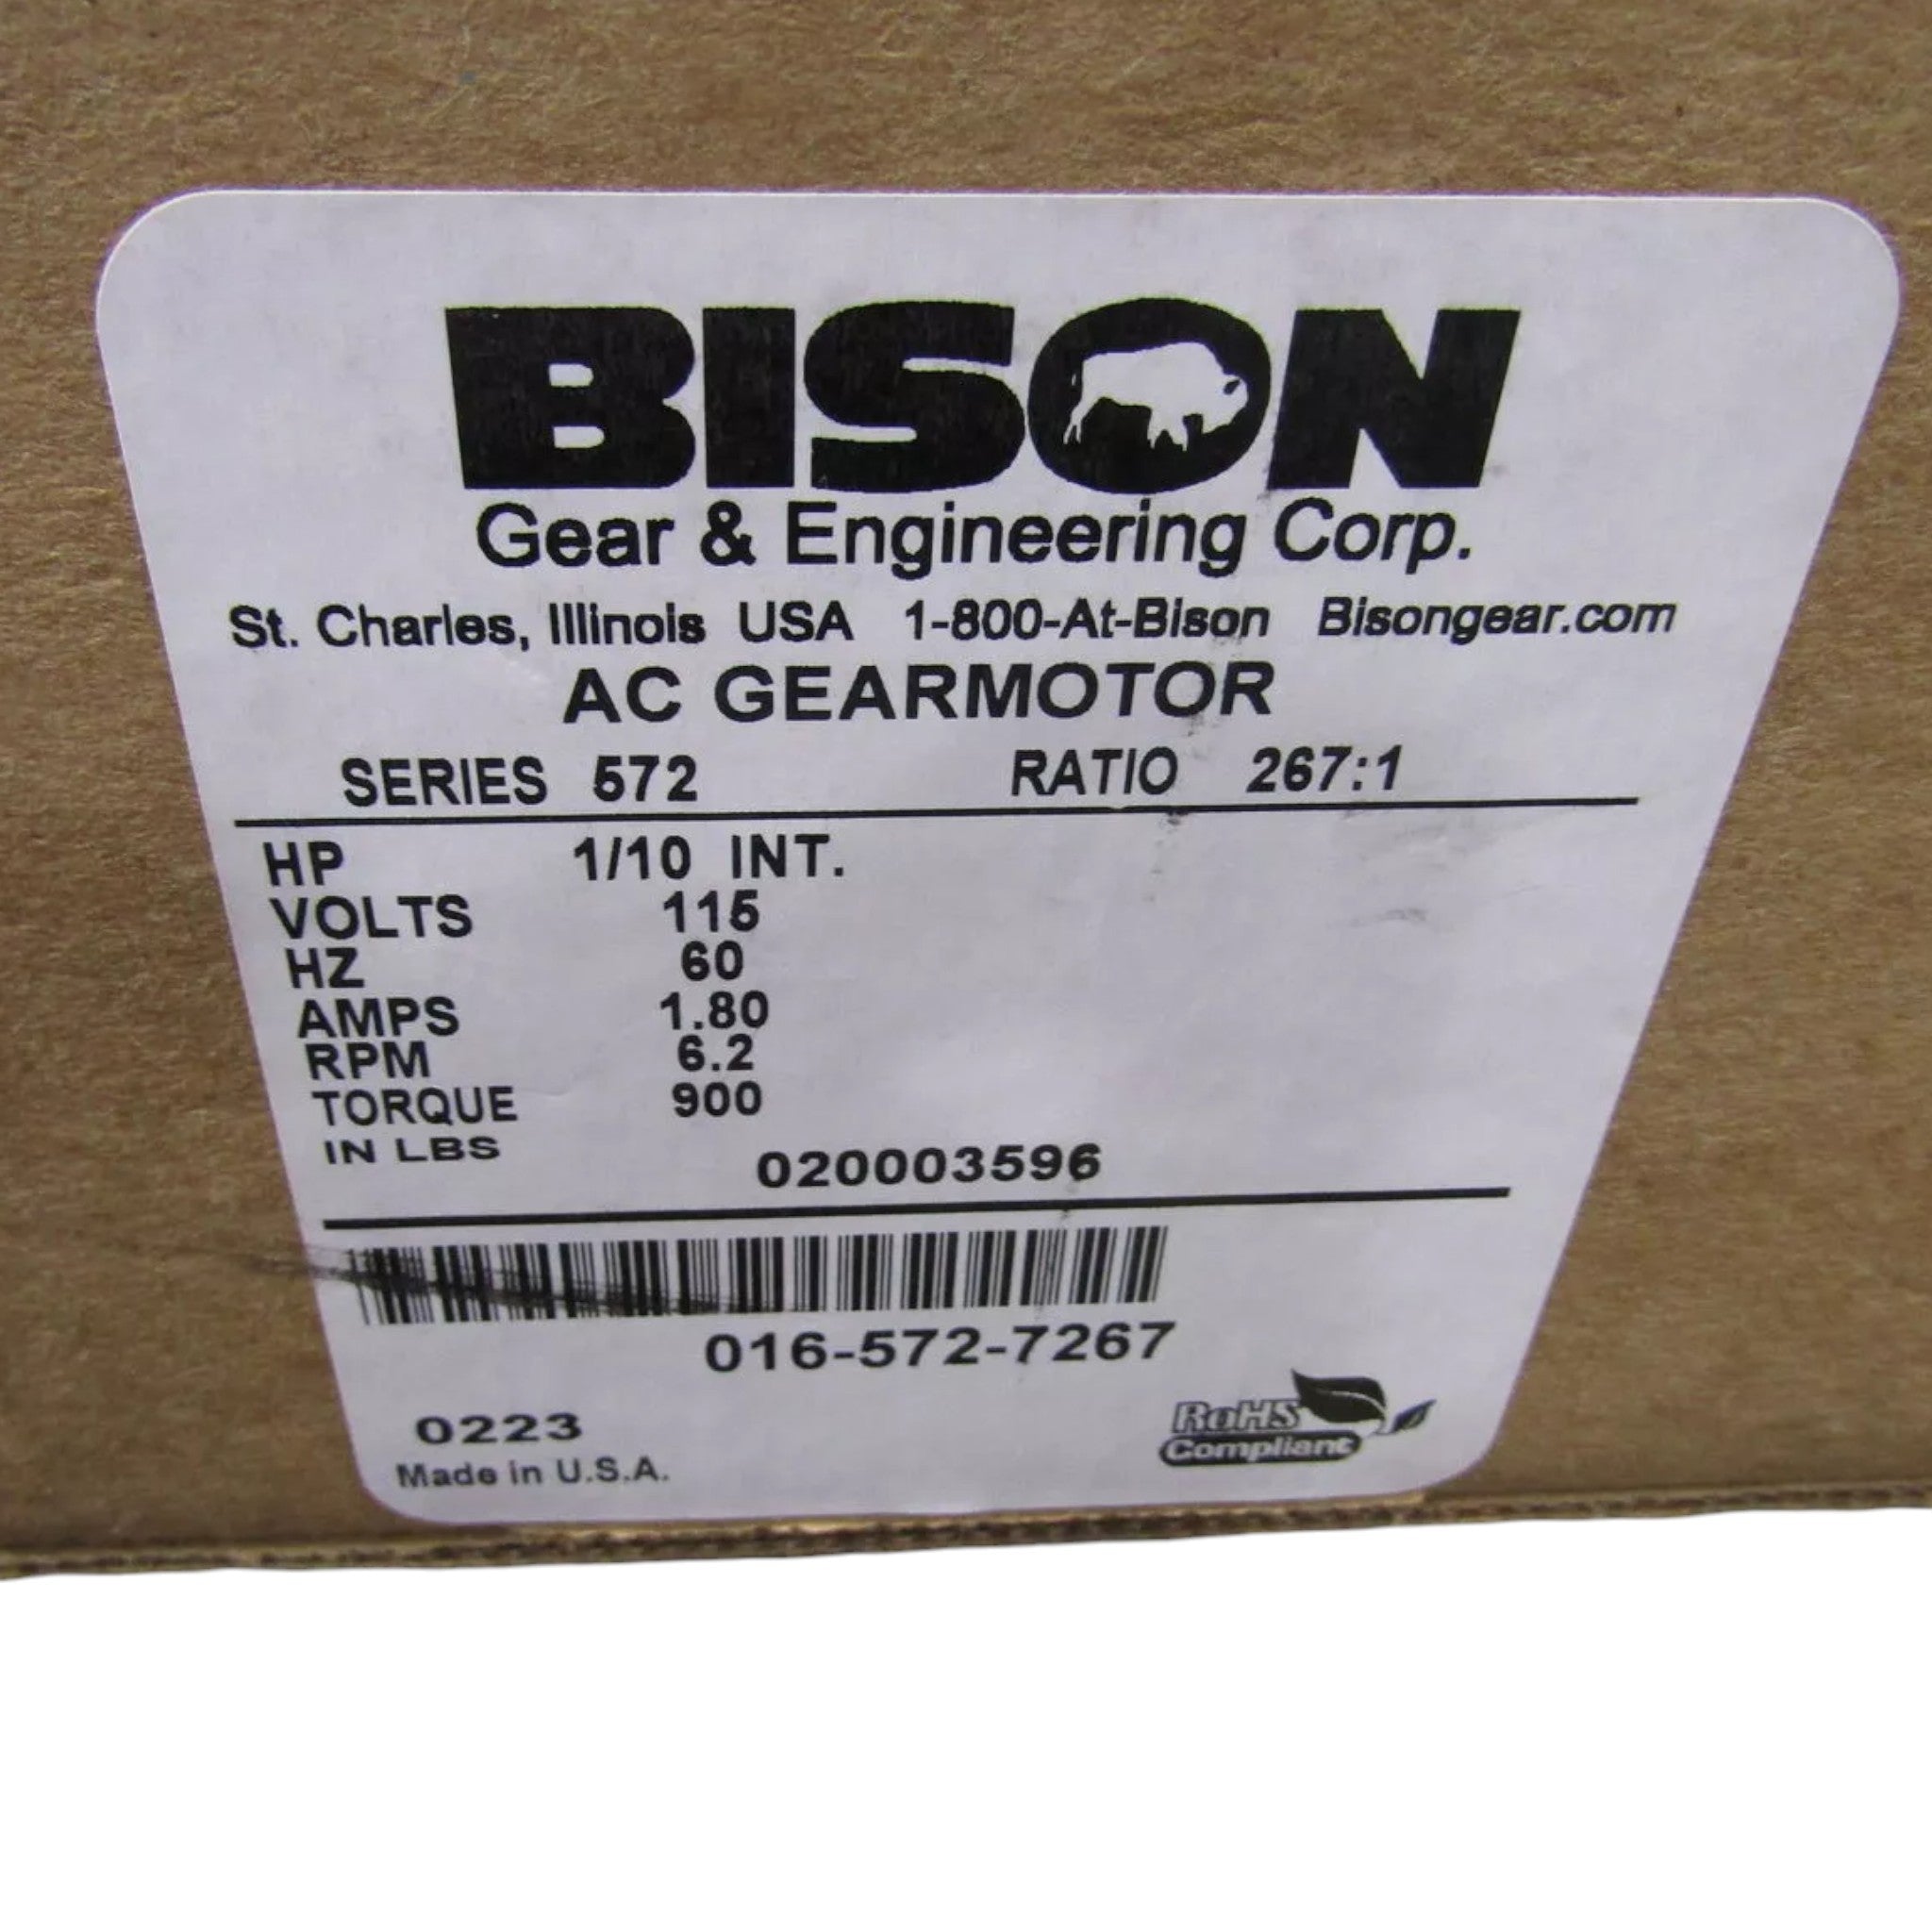 BISON
Gear & Engineering Corp.
St. Charles, Illinois USA 1-800-At-Bison Bisongear.com
AC GEARMOTOR
SERIES 572 RATIO 267:1
HP 1/10 INT.
VOLTS 115
HZ 60
AMPS 1.80
RPM 6.2
TORQUE 900
IN LBS
020003596
016-572-7267
0223
Made in U.S.A.
RoHS
Compliant